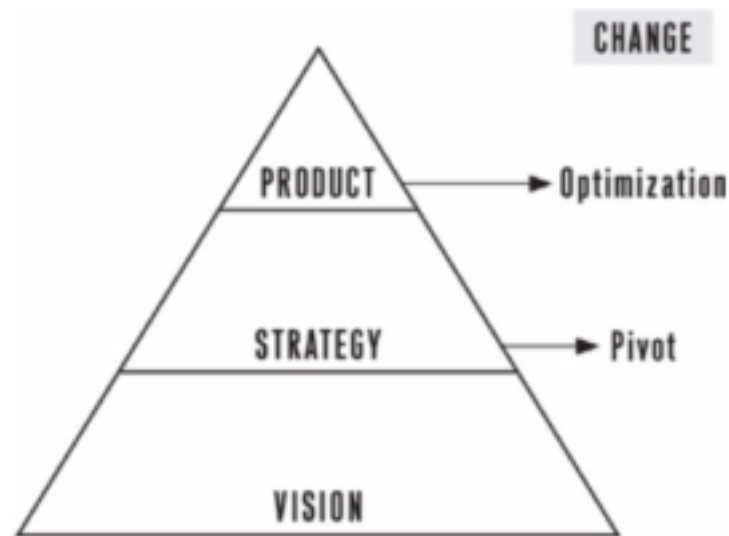 CHANGE
PRODUCT
Optimization
STRATEGY
Pivot
VISION